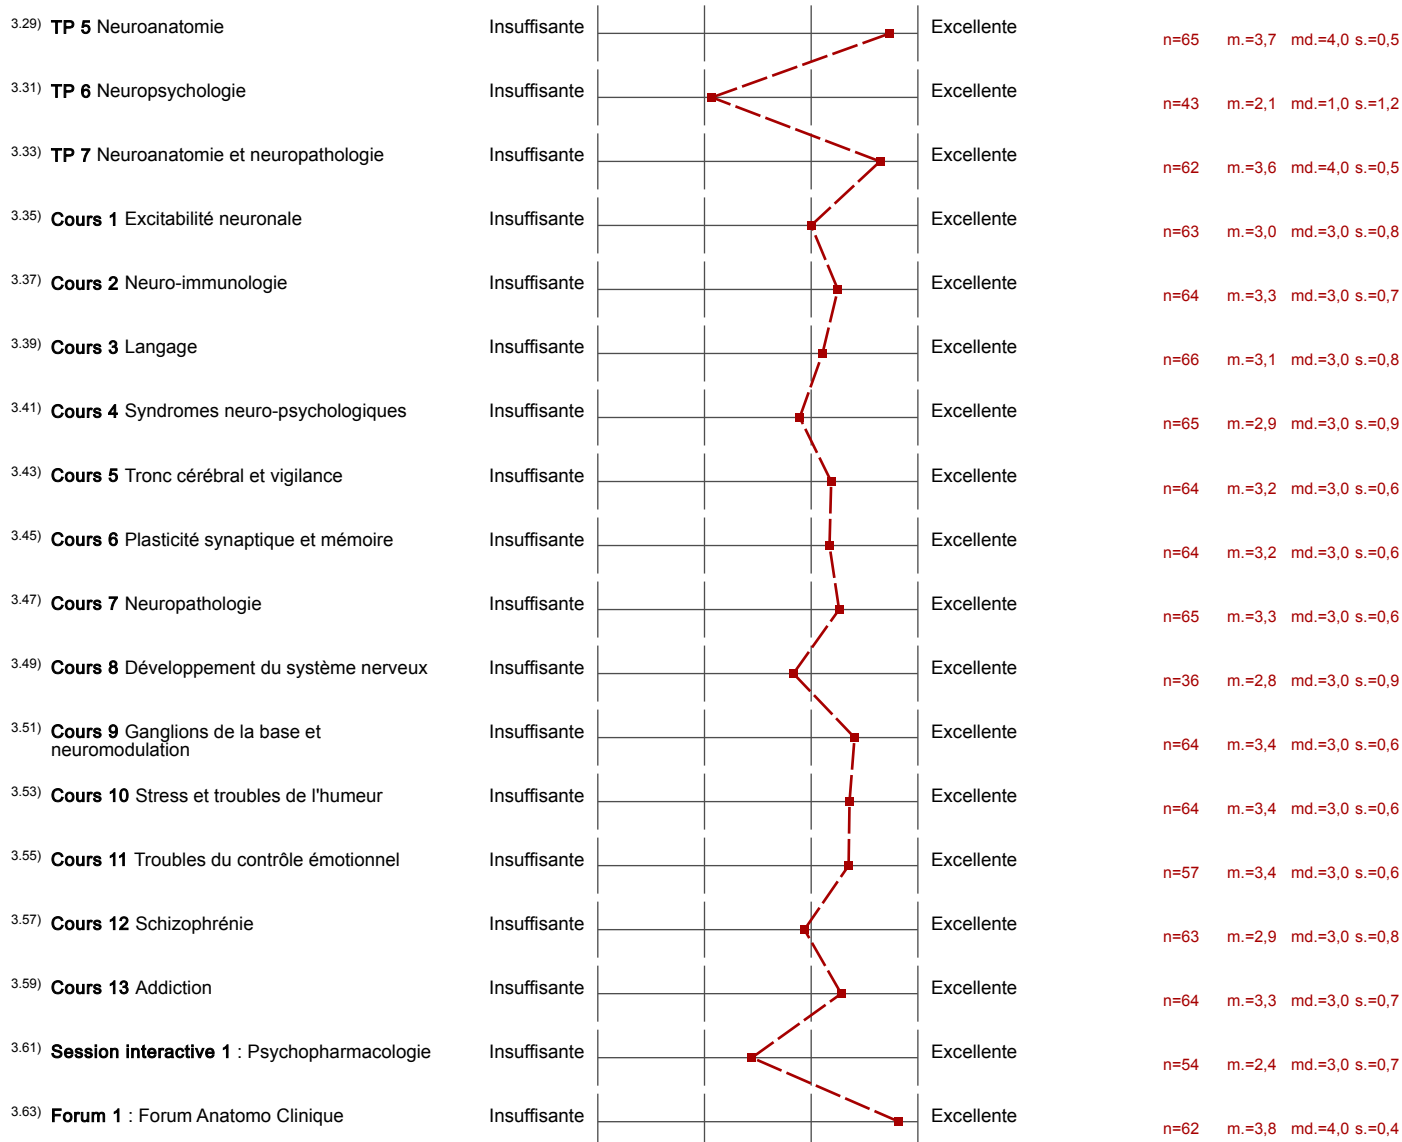 3.29) TP 5 Neuroanatomie Insuffisante Excellente n=65 m.=3,7 md.=4,0 s.=0,5
3.31) TP 6 Neuropsychologie Insuffisante Excellente n=43 m.=2,1 md.=1,0 s.=1,2
3.33) TP 7 Neuroanatomie et neuropathologie Insuffisante Excellente n=62 m.=3,6 md.=4,0 s.=0,5
3.35) Cours 1 Excitabilité neuronale Insuffisante Excellente n=63 m.=3,0 md.=3,0 s.=0,8
3.37) Cours 2 Neuro-immunologie Insuffisante Excellente n=64 m.=3,3 md.=3,0 s.=0,7
3.39) Cours 3 Langage Insuffisante Excellente n=66 m.=3,1 md.=3,0 s.=0,8
3.41) Cours 4 Syndromes neuro-psychologiques Insuffisante Excellente n=65 m.=2,9 md.=3,0 s.=0,9
3.43) Cours 5 Tronc cérébral et vigilance Insuffisante Excellente n=64 m.=3,2 md.=3,0 s.=0,6
3.45) Cours 6 Plasticité synaptique et mémoire Insuffisante Excellente n=64 m.=3,2 md.=3,0 s.=0,6
3.47) Cours 7 Neuropathologie Insuffisante Excellente n=65 m.=3,3 md.=3,0 s.=0,6
3.49) Cours 8 Développement du système nerveux Insuffisante Excellente n=36 m.=2,8 md.=3,0 s.=0,9
3.51) Cours 9 Ganglions de la base et Insuffisante Excellente n=64 m.=3,4 md.=3,0 s.=0,6
neuromodulation
3.53) Cours 10 Stress et troubles de l'humeur Insuffisante Excellente n=64 m.=3,4 md.=3,0 s.=0,6
3.55) Cours 11 Troubles du contrôle émotionnel Insuffisante Excellente n=57 m.=3,4 md.=3,0 s.=0,6
3.57) Cours 12 Schizophrénie Insuffisante Excellente n=63 m.=2,9 md.=3,0 s.=0,8
3.59) Cours 13 Addiction Insuffisante Excellente n=64 m.=3,3 md.=3,0 s.=0,7
3.61) Session interactive 1 : Psychopharmacologie Insuffisante Excellente n=54 m.=2,4 md.=3,0 s.=0,7
3.63) Forum 1 : Forum Anatomo Clinique Insuffisante Excellente n=62 m.=3,8 md.=4,0 s.=0,4